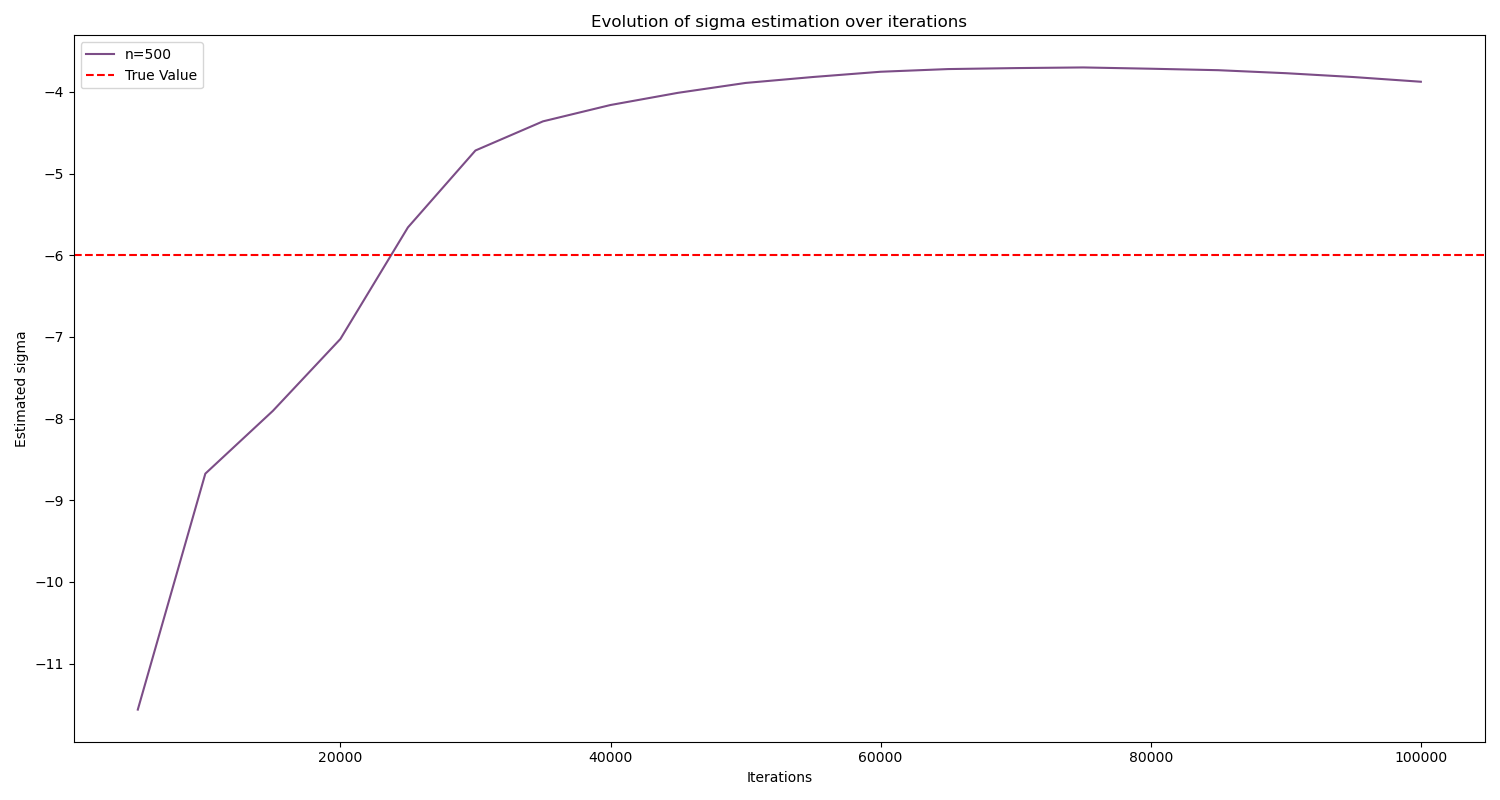 Evolution of sigma estimation over iterations
n=500
True Value
Estimated sigma
−4
−5
−6
−7
−8
−9
−10
−11
20000
40000
60000
80000
100000
Iterations